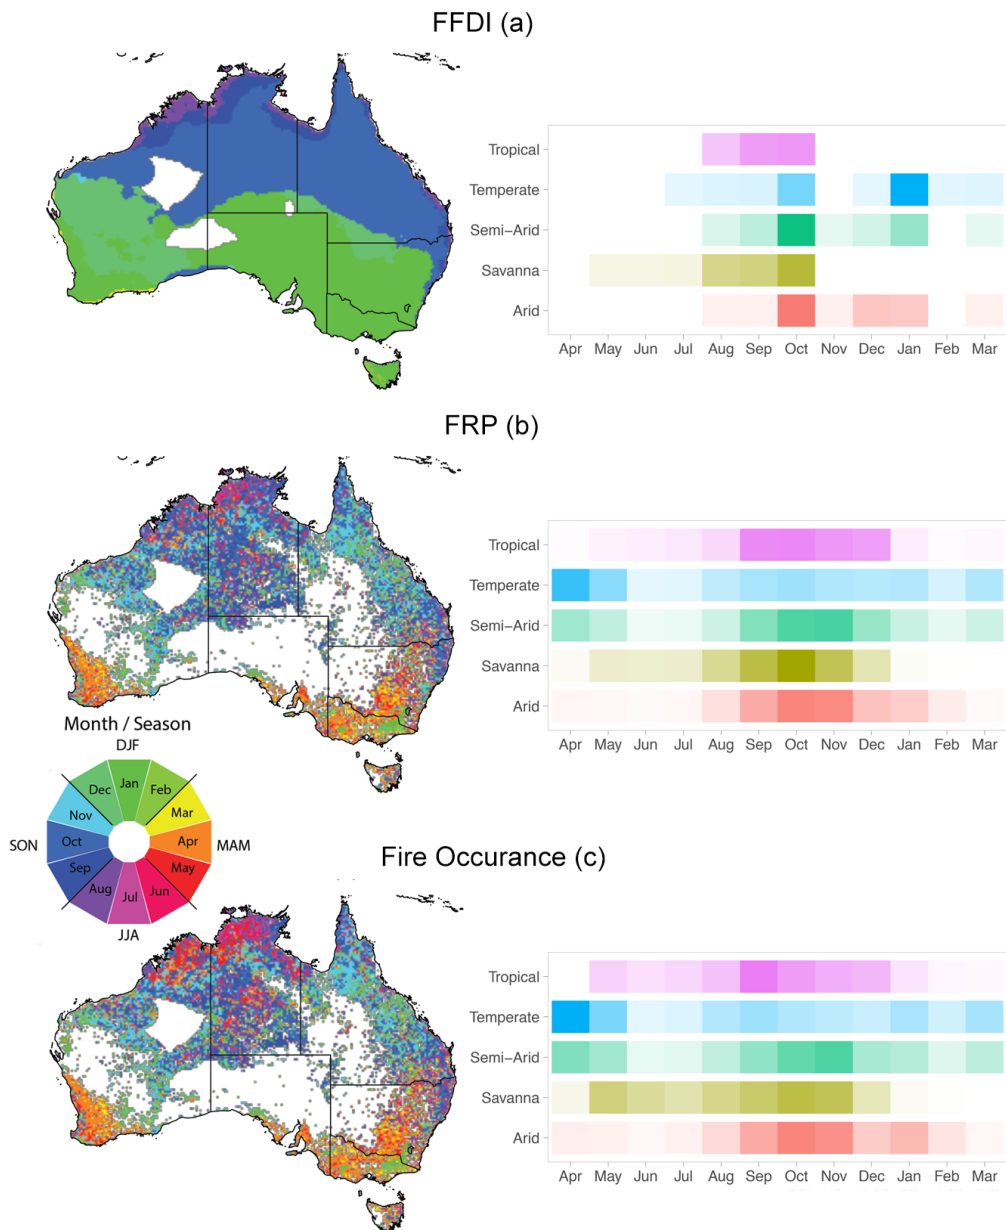 FFDI (a)
Tropical
Temperate
Semi−Arid
Savanna
Arid
Apr May Jun Jul Aug Sep Oct Nov Dec Jan Feb Mar
FRP (b)
Tropical
Temperate
Semi−Arid
Savanna
Arid
Apr May Jun Jul Aug Sep Oct Nov Dec Jan Feb Mar
Month / Season
DJF
Dec Jan Feb
Nov Mar
SON Oct Apr MAM
Sep May
Aug Jul Jun
JJA
Fire Occurance (c)
Tropical
Temperate
Semi−Arid
Savanna
Arid
Apr May Jun Jul Aug Sep Oct Nov Dec Jan Feb Mar